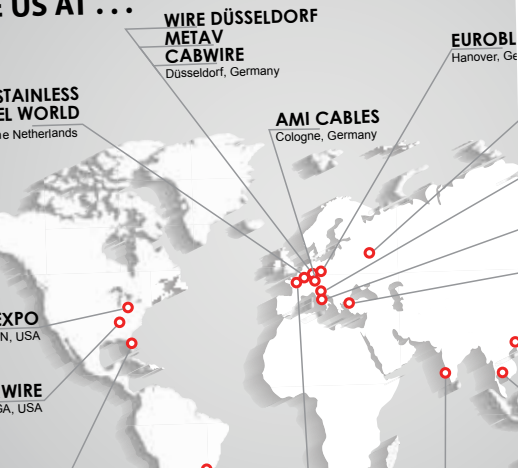 US AT . . .
WIRE DÜSSELDORF
METAV
CABWIRE
Düsseldorf, Germany
EUROBL
Hanover, Ge
STAINLESS
EL WORLD
e Netherlands
AMI CABLES
Cologne, Germany
EXPO
N, USA
WIRE
GA, USA